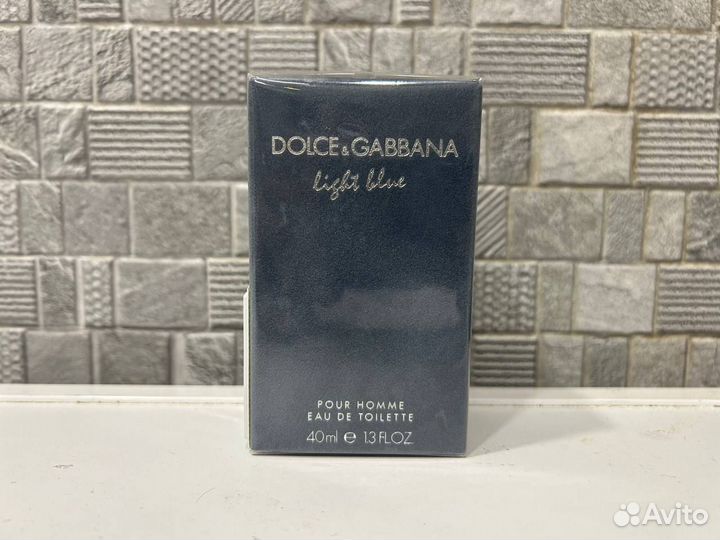 DOLCE&GABBANA
light blue
POUR HOMME
EAU DE TOILETTE
40ml e 1.3 FL.OZ
Avito